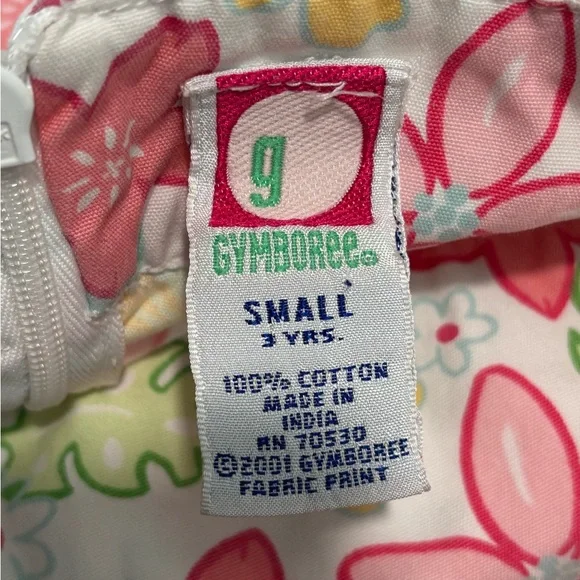 g
GYMBOREE
SMALL
3 YRS.
100% COTTON
MADE IN
INDIA
RN 70530
©2001 GYMBOREE
FABRIC PRINT